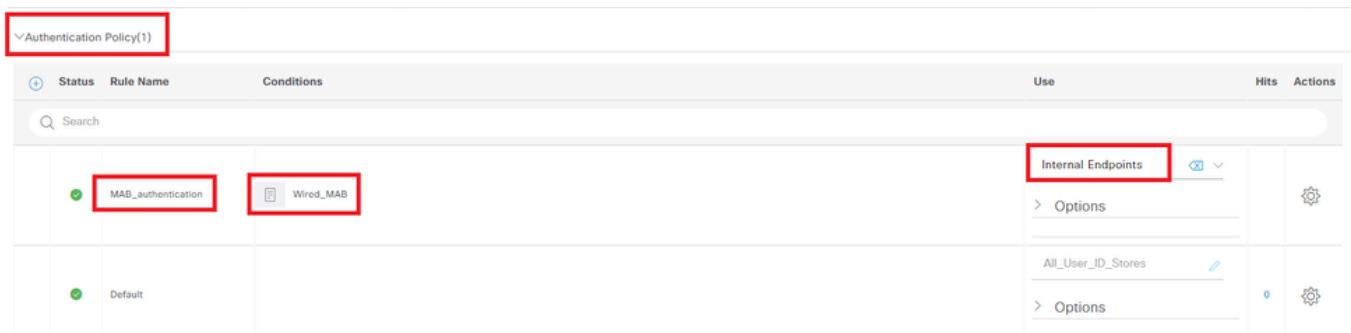 Authentication Policy(1)
Status Rule Name Conditions Use Hits Actions
Search
Internal Endpoints
MAB_authentication Wired_MAB
Options
All_User_ID_Stores
Default 0
Options